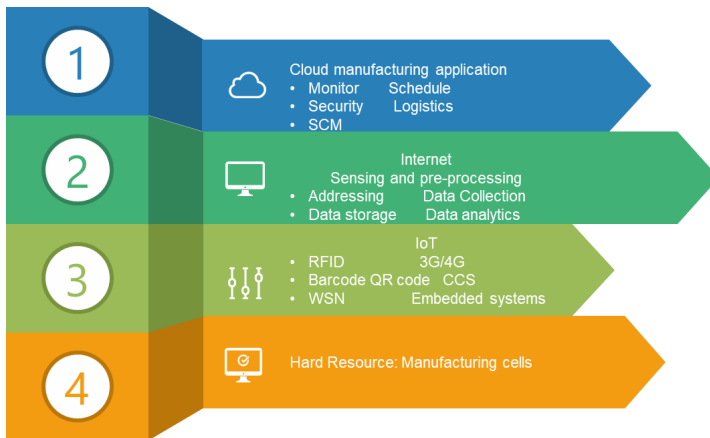 1
Cloud manufacturing application
• Monitor Schedule
• Security Logistics
• SCM
2
Internet
Sensing and pre-processing
• Addressing Data Collection
• Data storage Data analytics
3
IoT
• RFID 3G/4G
• Barcode QR code CCS
• WSN Embedded systems
4
Hard Resource: Manufacturing cells